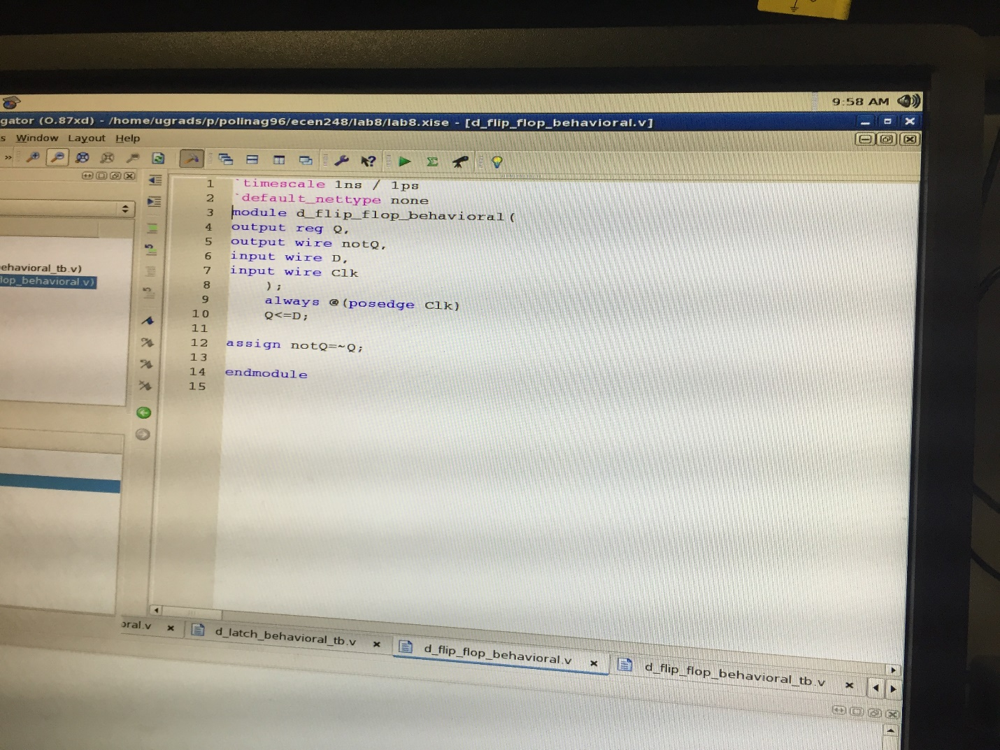 9:58 AM
gator (O.87xd) - /home/ugrads/p/polinag96/ecen248/lab8/lab8.xise - [d_flip_flop_behavioral.v]
s Window Layout Help
»
1 `timescale 1ns / 1ps
2 `default_nettype none
3 module d_flip_flop_behavioral(
4 output reg Q,
5 output wire notQ,
6 input wire D,
7 input wire Clk
8 );
9 always @(posedge Clk)
10 Q<=D;
11
12 assign notQ=~Q;
13
14 endmodule
15
ehavioral_tb.v)
lop_behavioral.v)
oral.v
d_latch_behavioral_tb.v
d_flip_flop_behavioral.v
d_flip_flop_behavioral_tb.v